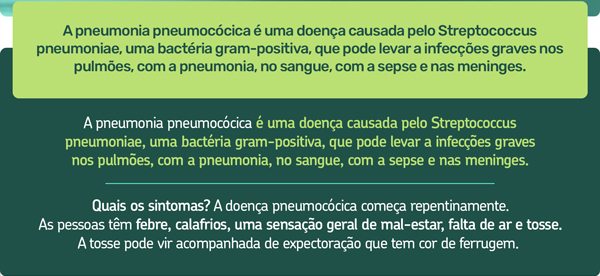 A pneumonia pneumocócica é uma doença causada pelo Streptococcus
pneumoniae, uma bactéria gram-positiva, que pode levar a infecções graves nos
pulmões, com a pneumonia, no sangue, com a sepse e nas meninges.
A pneumonia pneumocócica é uma doença causada pelo Streptococcus
pneumoniae, uma bactéria gram-positiva, que pode levar a infecções graves
nos pulmões, com a pneumonia, no sangue, com a sepse e nas meninges.
Quais os sintomas? A doença pneumocócica começa repentinamente.
As pessoas têm febre, calafrios, uma sensação geral de mal-estar, falta de ar e tosse.
A tosse pode vir acompanhada de expectoração que tem cor de ferrugem.